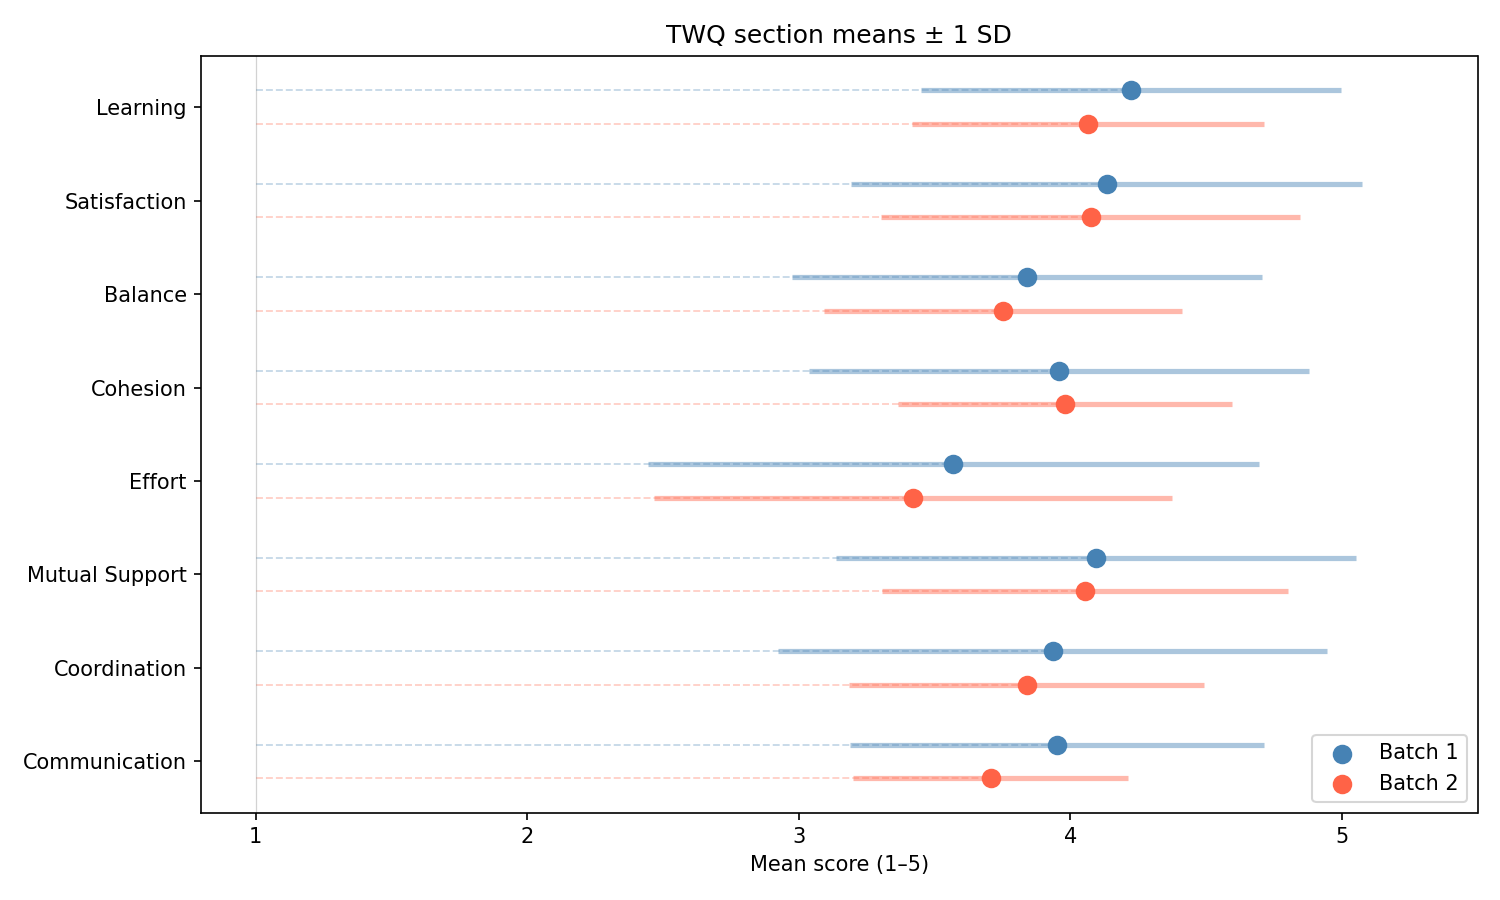 TWQ section means ± 1 SD
Learning
Satisfaction
Balance
Cohesion
Effort
Mutual Support
Coordination
Communication
Batch 1
Batch 2
1 2 3 4 5
Mean score (1–5)